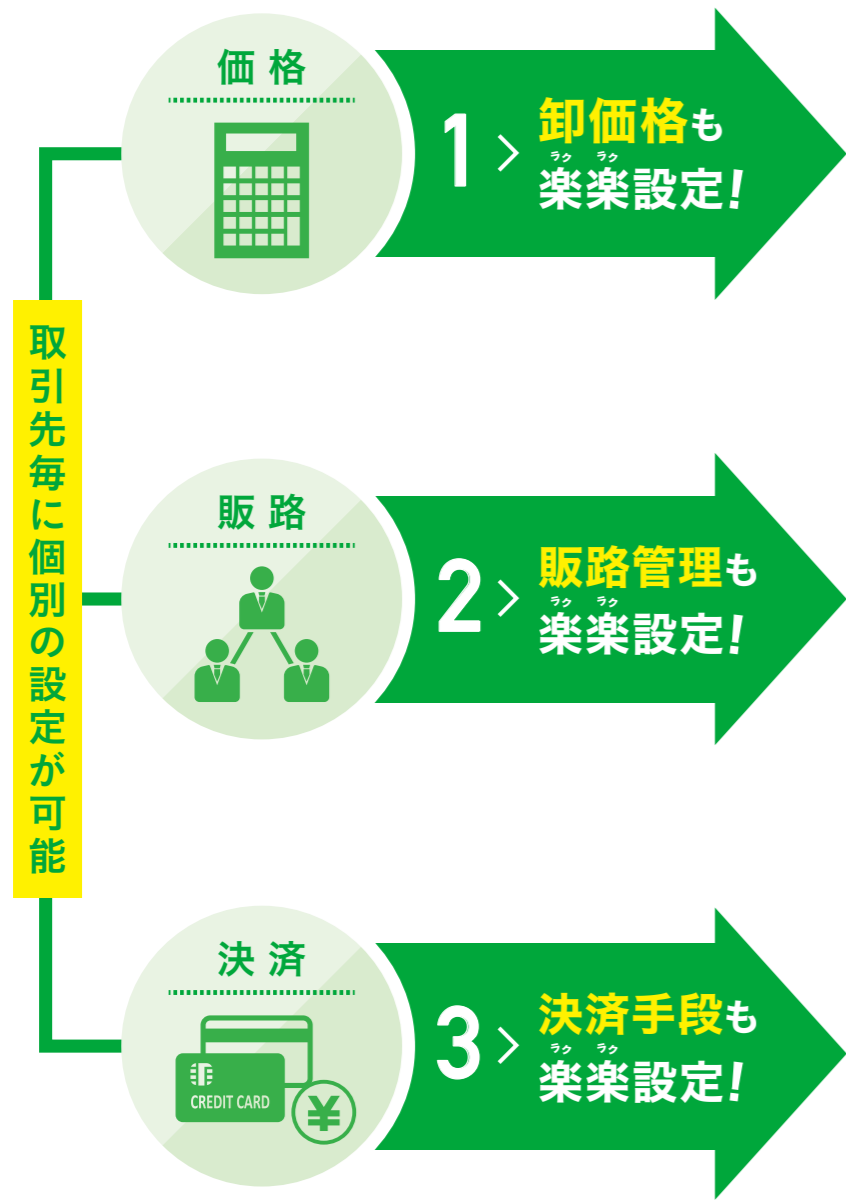 取引先毎に個別の設定が可能
価格
1
卸価格も
ラク ラク
楽楽設定!
販路
2
販路管理も
ラク ラク
楽楽設定!
決済
CREDIT CARD
¥
3
決済手段も
ラク ラク
楽楽設定!